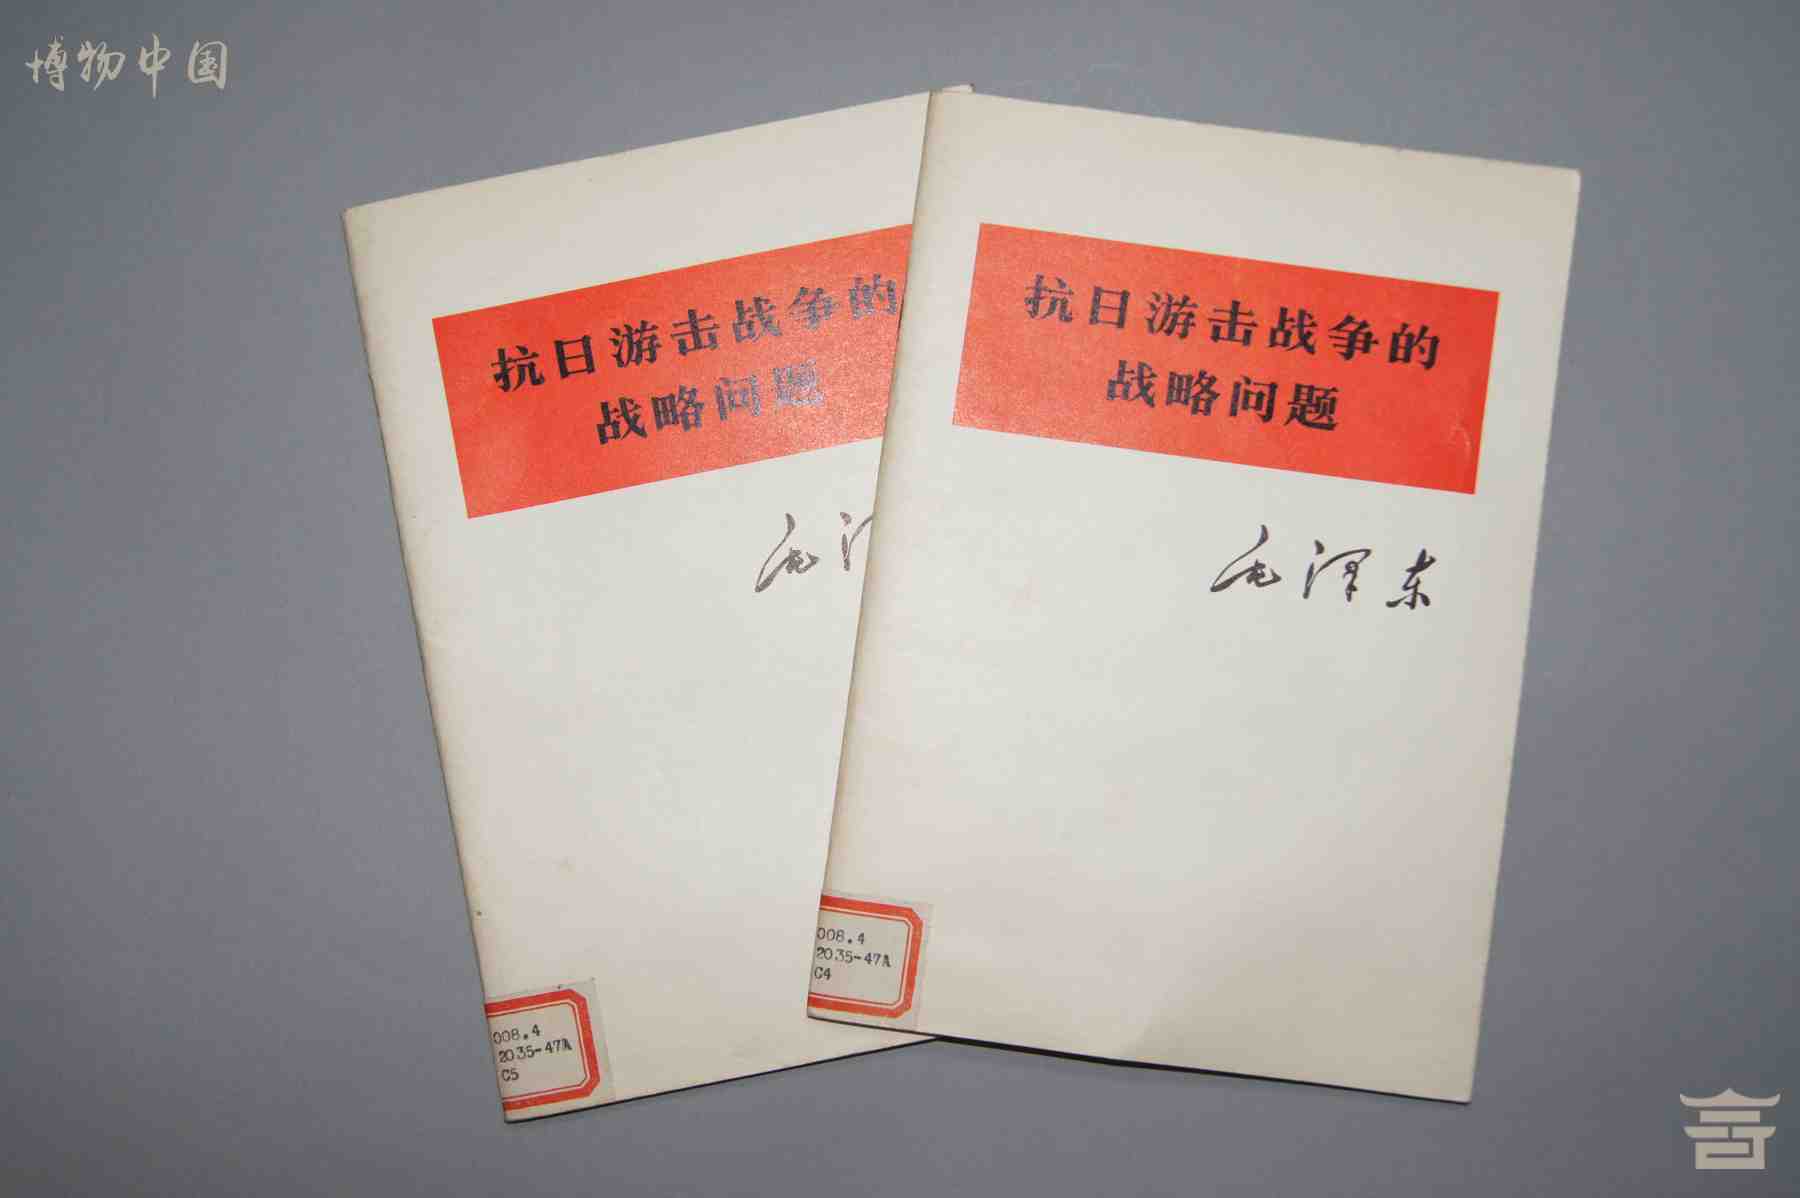 博物中国
抗日游击战争的
战略问题
毛泽
008.4
2035-47A
C5
抗日游击战争的
战略问题
毛泽东
008.4
2035-47A
C4